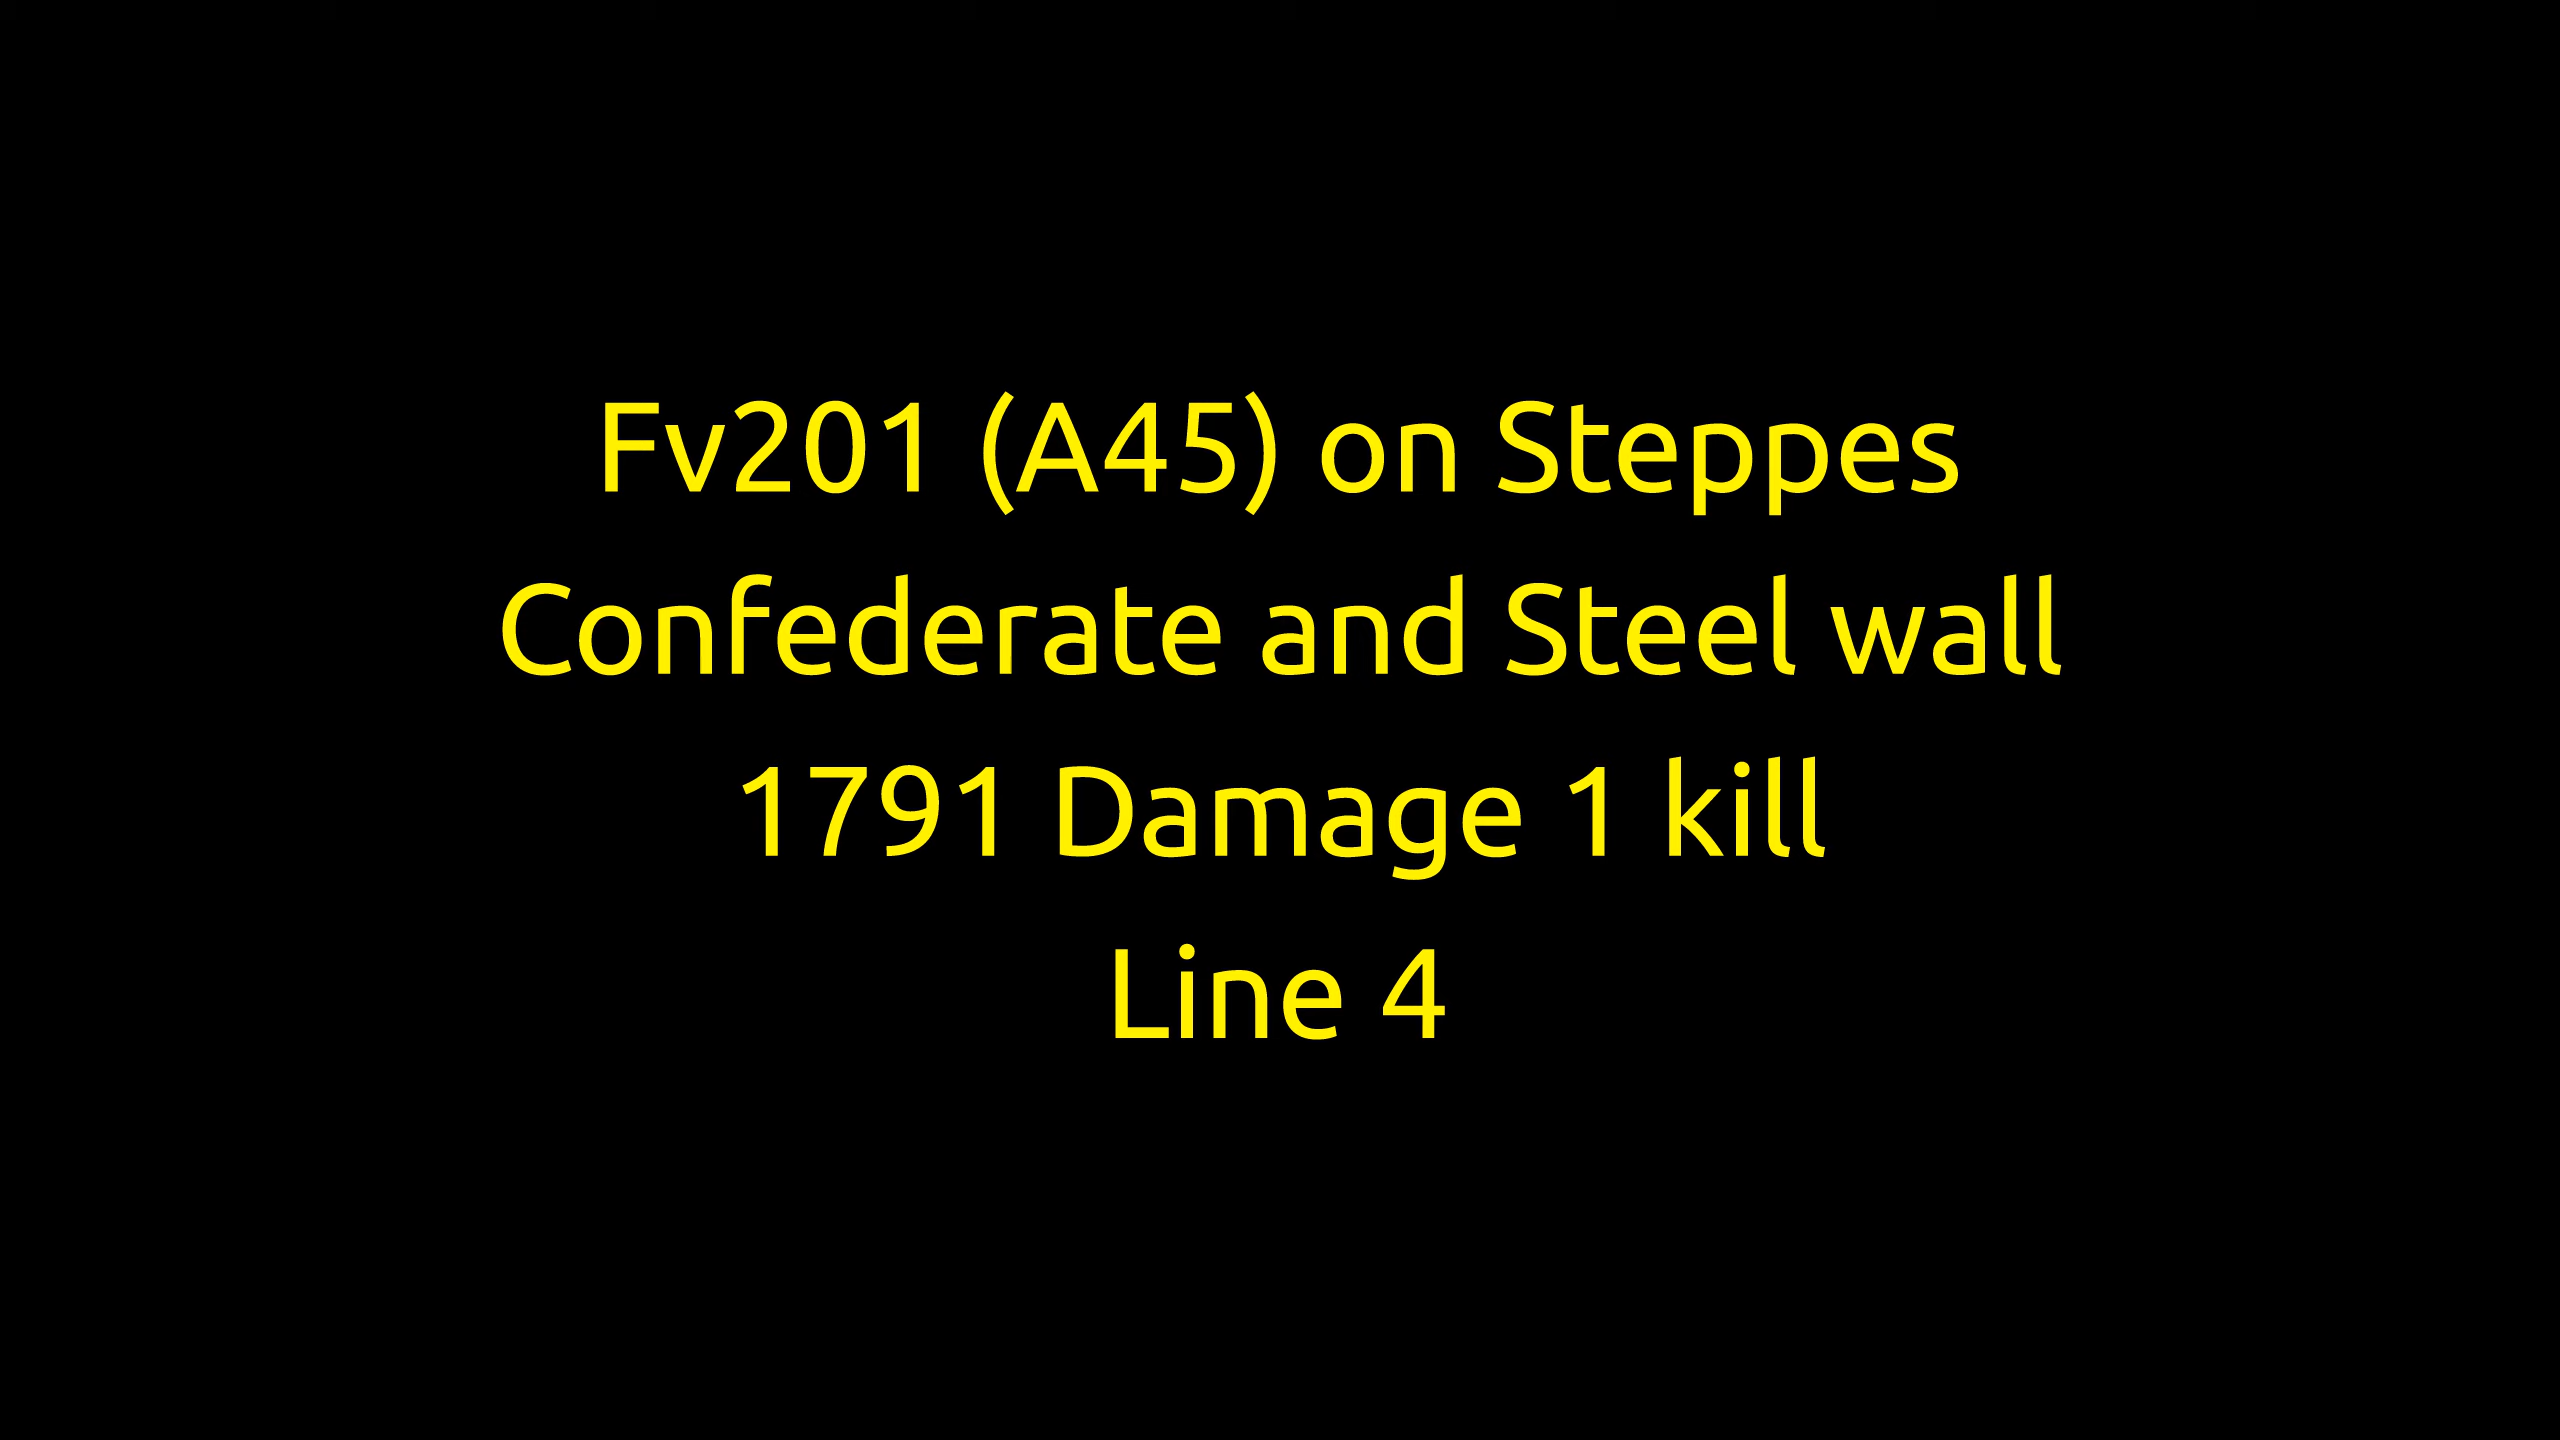 Fv201 (A45) on Steppes
Confederate and Steel wall
1791 Damage 1 kill
Line 4